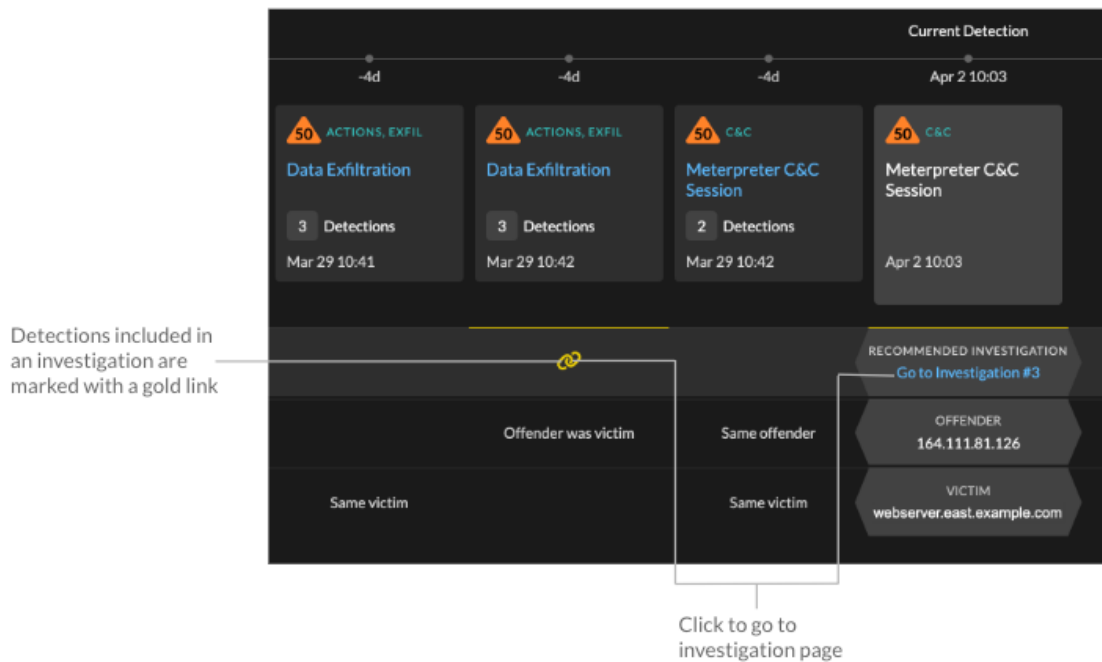 Current Detection
-4d
-4d
-4d
Apr 2 10:03
50 ACTIONS, EXFIL
Data Exfiltration
3 Detections
Mar 29 10:41
50 ACTIONS, EXFIL
Data Exfiltration
3 Detections
Mar 29 10:42
50 C&C
Meterpreter C&C
Session
2 Detections
Mar 29 10:42
50 C&C
Meterpreter C&C
Session
Apr 2 10:03
Detections included in
an investigation are
marked with a gold link
RECOMMENDED INVESTIGATION
Go to Investigation #3
Offender was victim
Same offender
OFFENDER
164.111.81.126
Same victim
Same victim
VICTIM
webserver.east.example.com
Click to go to
investigation page